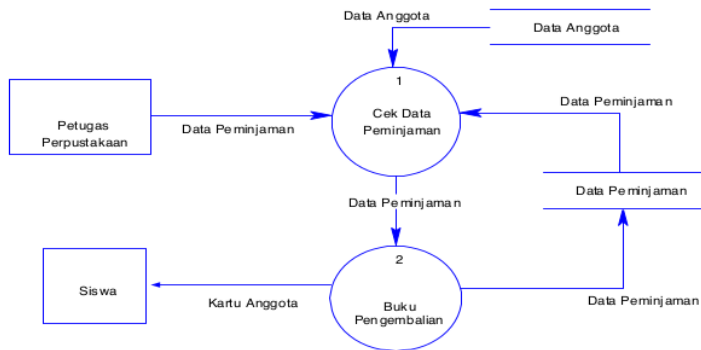 Data Anggota
Data Anggota
1
Cek Data
Peminjaman
Petugas
Perpustakaan
Data Peminjaman
Data Peminjaman
Data Peminjaman
Data Peminjaman
2
Buku
Pengembalian
Siswa
Kartu Anggota
Data Peminjaman